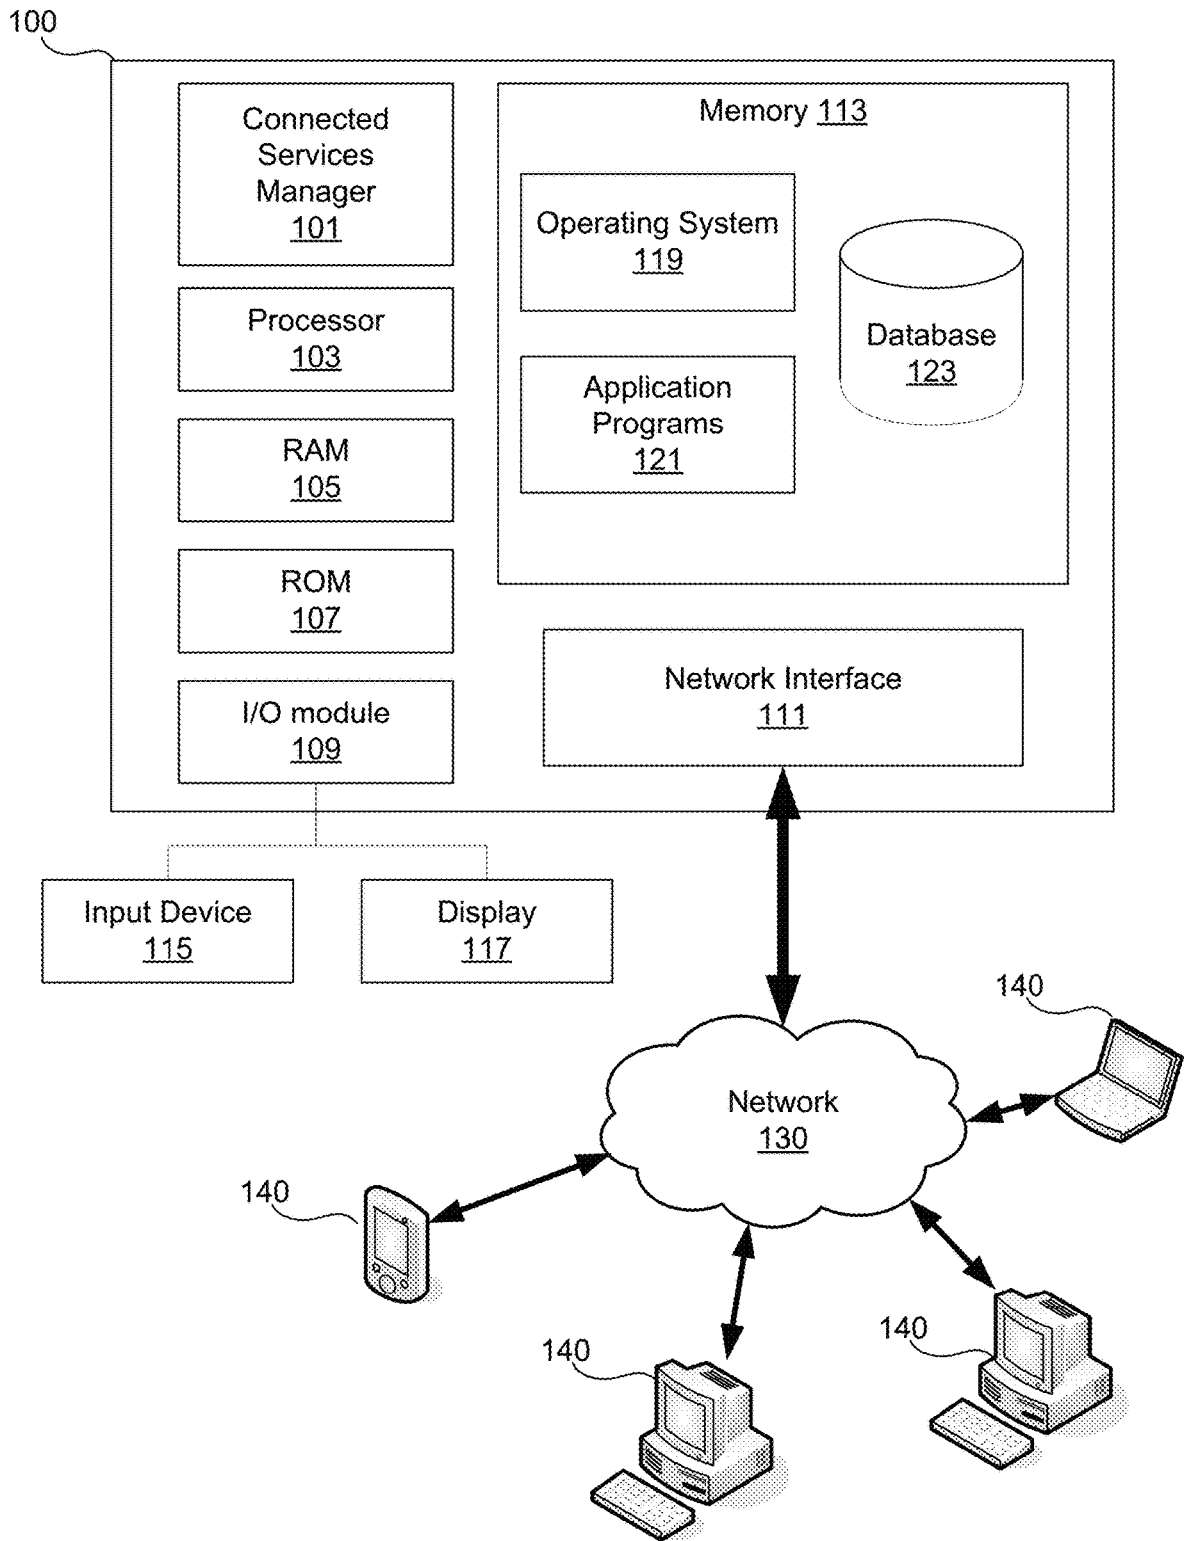 100
Connected
Services
Manager
101
Processor
103
RAM
105
ROM
107
I/O module
109
Memory 113
Operating System
119
Application
Programs
121
Database
123
Network Interface
111
Input Device
115
Display
117
Network
130
140
140
140
140